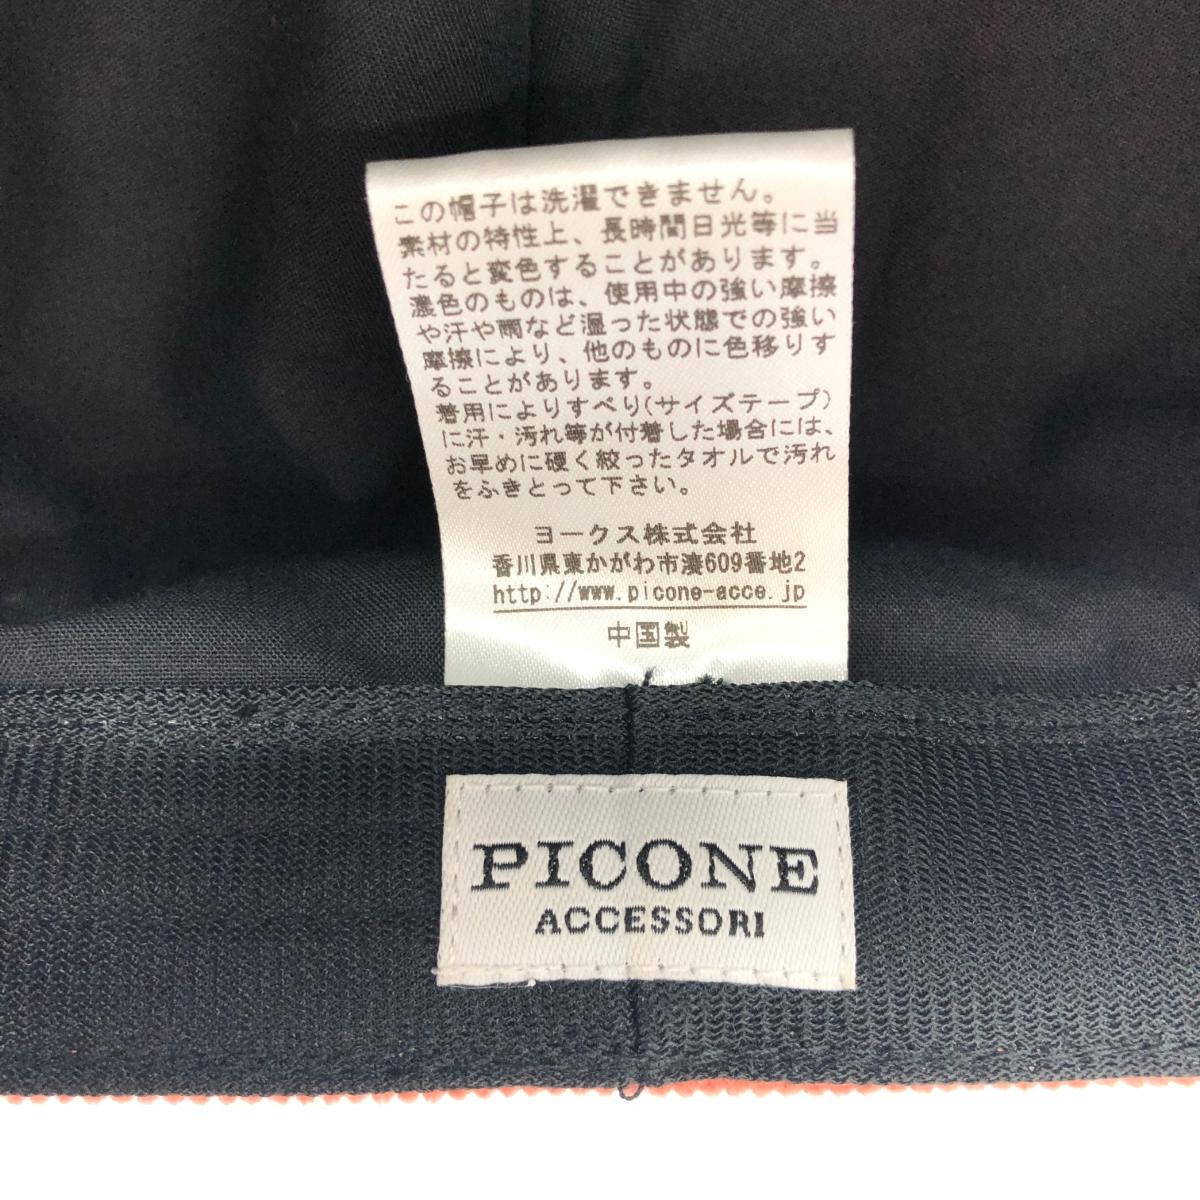 この帽子は洗濯できません。
素材の特性上、長時間日光等に当
たると変色することがあります。
濃色のものは、使用中の強い摩擦
や汗や雨など湿った状態での強い
摩擦により、他のものに色移りす
ることがあります。
着用によりすべり(サイズテープ)
に汗・汚れ等が付着した場合には、
お早めに硬く絞ったタオルで汚れ
をふきとって下さい。
ヨークス株式会社
香川県東かがわ市湊609番地2
http://www.picone-acce.jp
中国製
PICONE
ACCESSORI